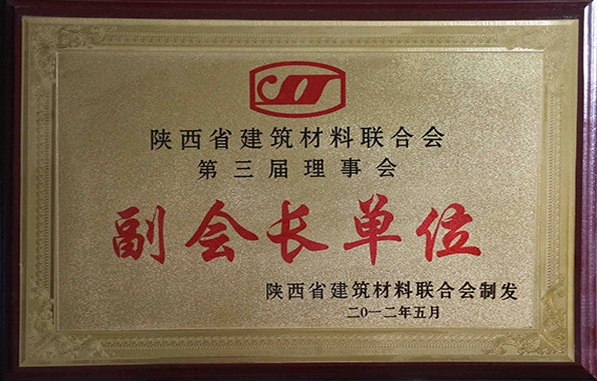 陕西省建筑材料联合会
第三届理事会
副会长单位
陕西省建筑材料联合会制发
二0一二年五月